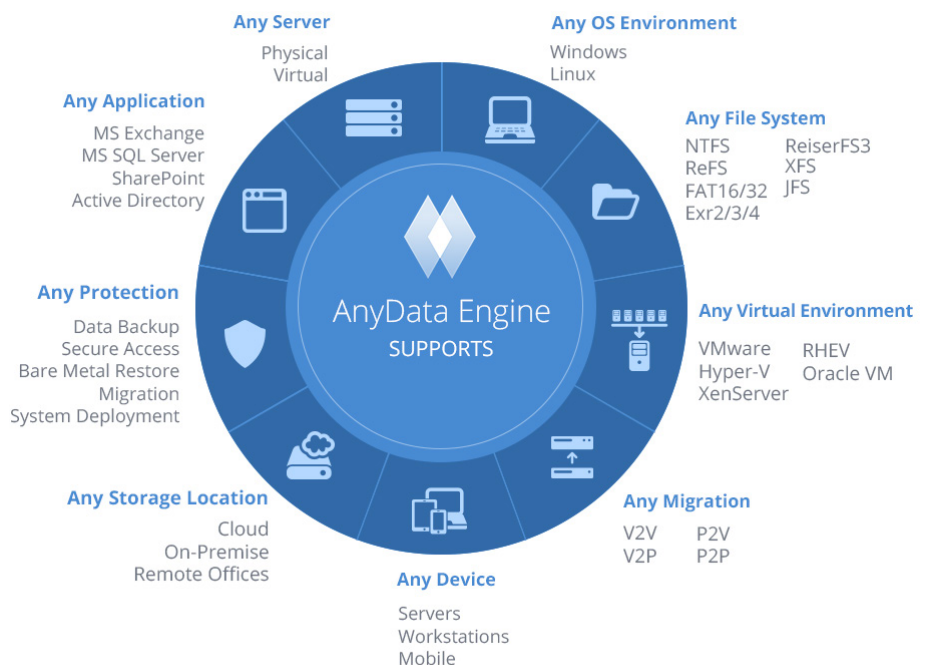 Any Server
Physical
Virtual
Any OS Environment
Windows
Linux
Any Application
MS Exchange
MS SQL Server
SharePoint
Active Directory
Any File System
NTFS
ReFS
FAT16/32
Exr2/3/4
ReiserFS3
XFS
JFS
AnyData Engine
SUPPORTS
Any Protection
Data Backup
Secure Access
Bare Metal Restore
Migration
System Deployment
Any Virtual Environment
VMware
Hyper-V
XenServer
RHEV
Oracle VM
Any Storage Location
Cloud
On-Premise
Remote Offices
Any Migration
V2V
V2P
P2V
P2P
Any Device
Servers
Workstations
Mobile